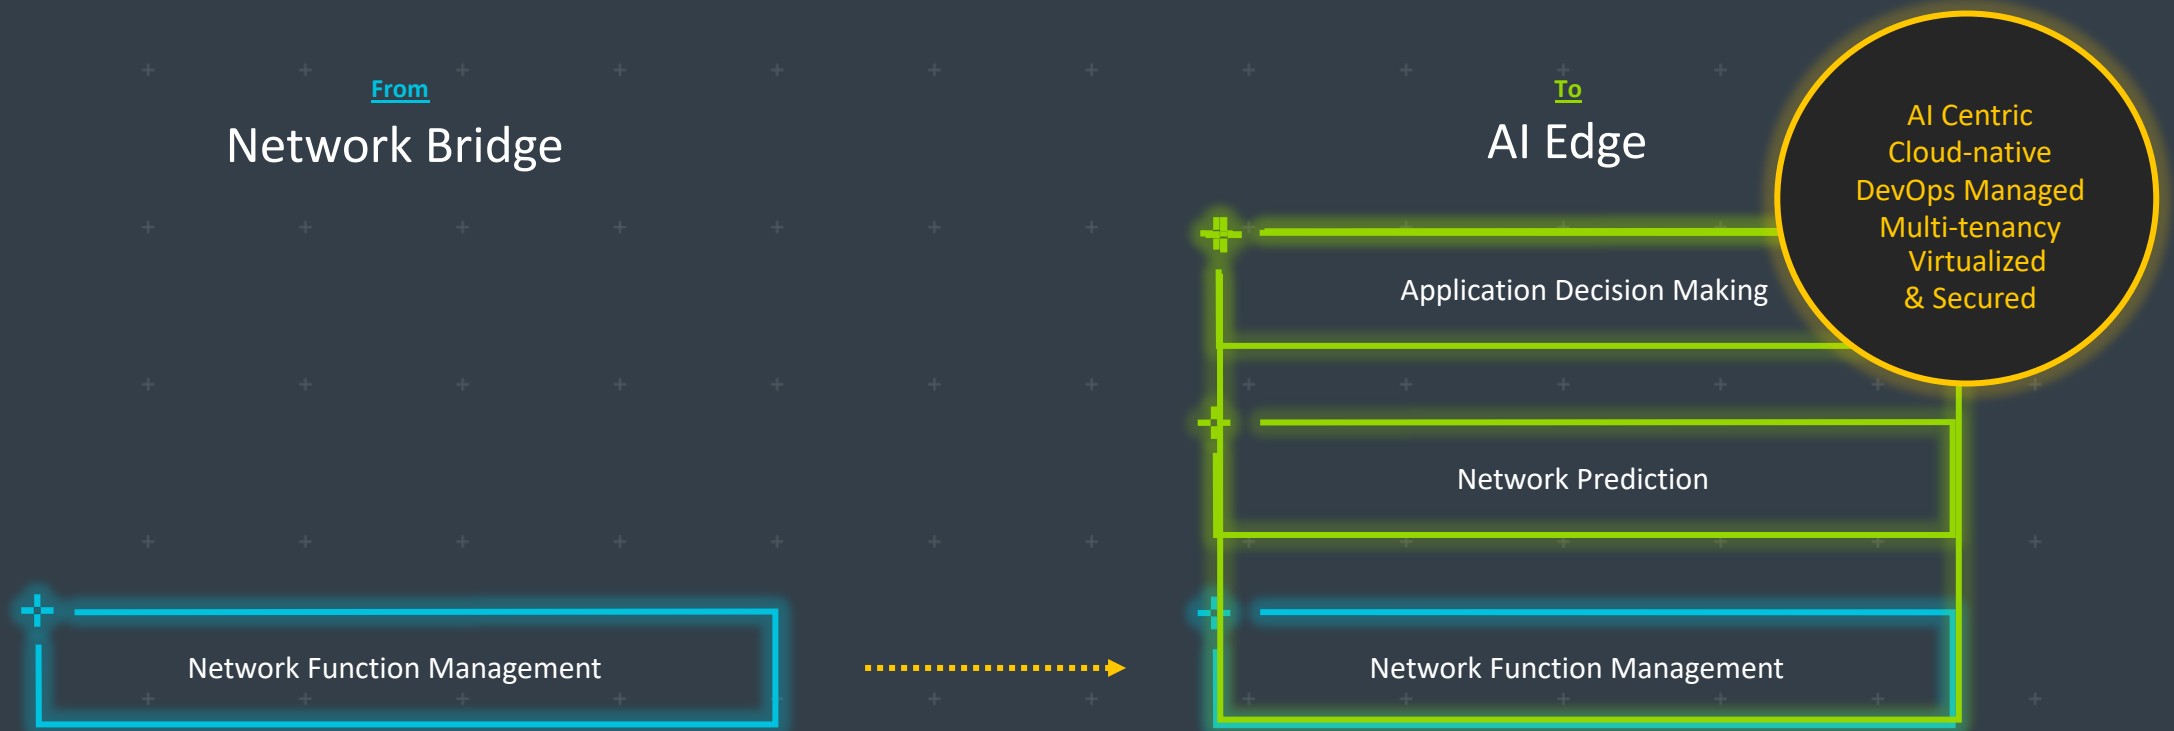 From
Network Bridge
Network Function Management
To
AI Edge
Application Decision Making
Network Prediction
Network Function Management
AI Centric
Cloud-native
DevOps Managed
Multi-tenancy
Virtualized
& Secured